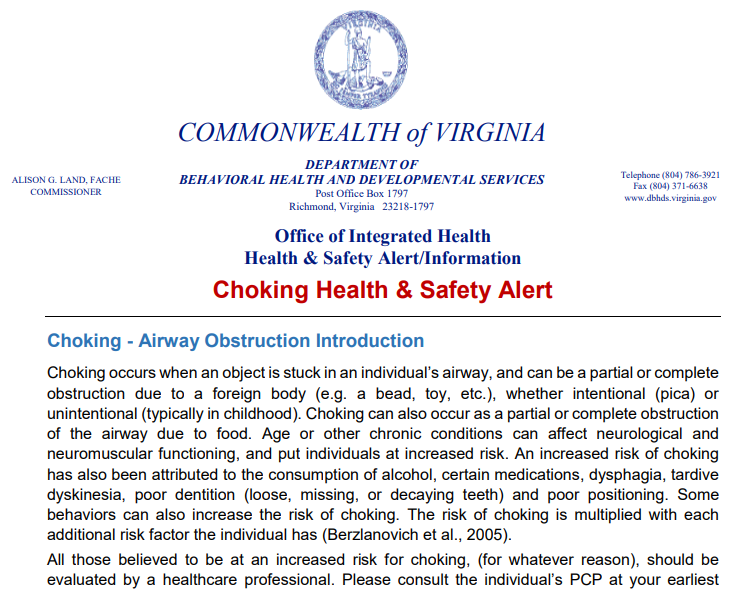 VIRGINIA
COMMONWEALTH of VIRGINIA
DEPARTMENT OF
BEHAVIORAL HEALTH AND DEVELOPMENTAL SERVICES
Post Office Box 1797
Richmond, Virginia 23218-1797
ALISON G. LAND, FACHE
COMMISSIONER
Telephone (804) 786-3921
Fax (804) 371-6638
www.dbhds.virginia.gov
Office of Integrated Health
Health & Safety Alert/Information
Choking Health & Safety Alert
Choking - Airway Obstruction Introduction
Choking occurs when an object is stuck in an individual's airway, and can be a partial or complete
obstruction due to a foreign body (e.g. a bead, toy, etc.), whether intentional (pica) or
unintentional (typically in childhood). Choking can also occur as a partial or complete obstruction
of the airway due to food. Age or other chronic conditions can affect neurological and
neuromuscular functioning, and put individuals at increased risk. An increased risk of choking
has also been attributed to the consumption of alcohol, certain medications, dysphagia, tardive
dyskinesia, poor dentition (loose, missing, or decaying teeth) and poor positioning. Some
behaviors can also increase the risk of choking. The risk of choking is multiplied with each
additional risk factor the individual has (Berzlanovich et al., 2005).
All those believed to be at an increased risk for choking, (for whatever reason), should be
evaluated by a healthcare professional. Please consult the individual's PCP at your earliest